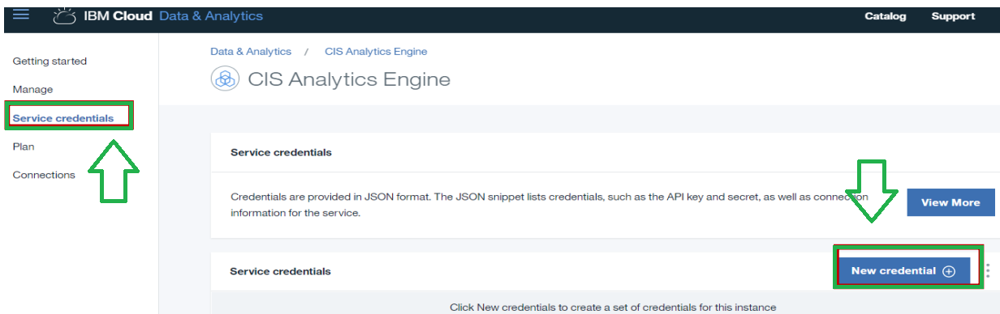 IBM Cloud Data & Analytics
Catalog Support
Getting started
Manage
Service credentials
Plan
Connections
Data & Analytics / CIS Analytics Engine
CIS Analytics Engine
Service credentials
Credentials are provided in JSON format. The JSON snippet lists credentials, such as the API key and secret, as well as connection
information for the service.
View More
Service credentials
New credential
Click New credentials to create a set of credentials for this instance